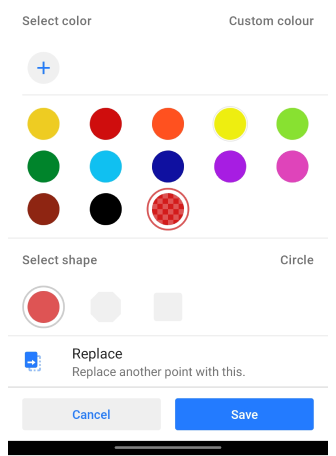 Select color
Custom colour
Select shape
Circle
Replace
Replace another point with this.
Cancel
Save